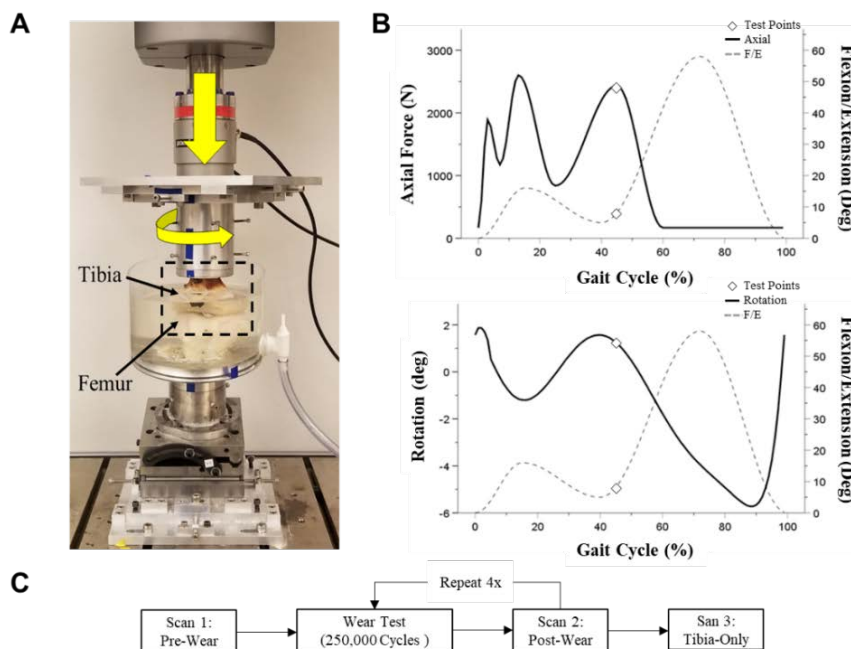 A
Tibia
Femur
B
Test Points
Axial
F/E
Axial Force (N)
3000
2000
1000
0
Flexion/Extension (Deg)
60
50
40
30
20
10
0
0 20 40 60 80 100
Gait Cycle (%)
Test Points
Rotation
F/E
Rotation (deg)
2
0
-2
-4
-6
Flexion/Extension (Deg)
60
50
40
30
20
10
0
0 20 40 60 80 100
Gait Cycle (%)
C
Repeat 4x
Scan 1:
Pre-Wear
Wear Test
(250,000 Cycles )
Scan 2:
Post-Wear
San 3:
Tibia-Only